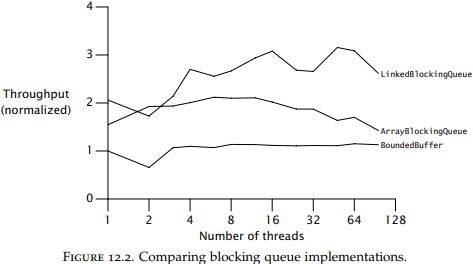 4
3
Throughput
(normalized)
2
1
0
LinkedBlockingQueue
ArrayBlockingQueue
BoundedBuffer
1 2 4 8 16 32 64 128
Number of threads
Figure 12.2. Comparing blocking queue implementations.